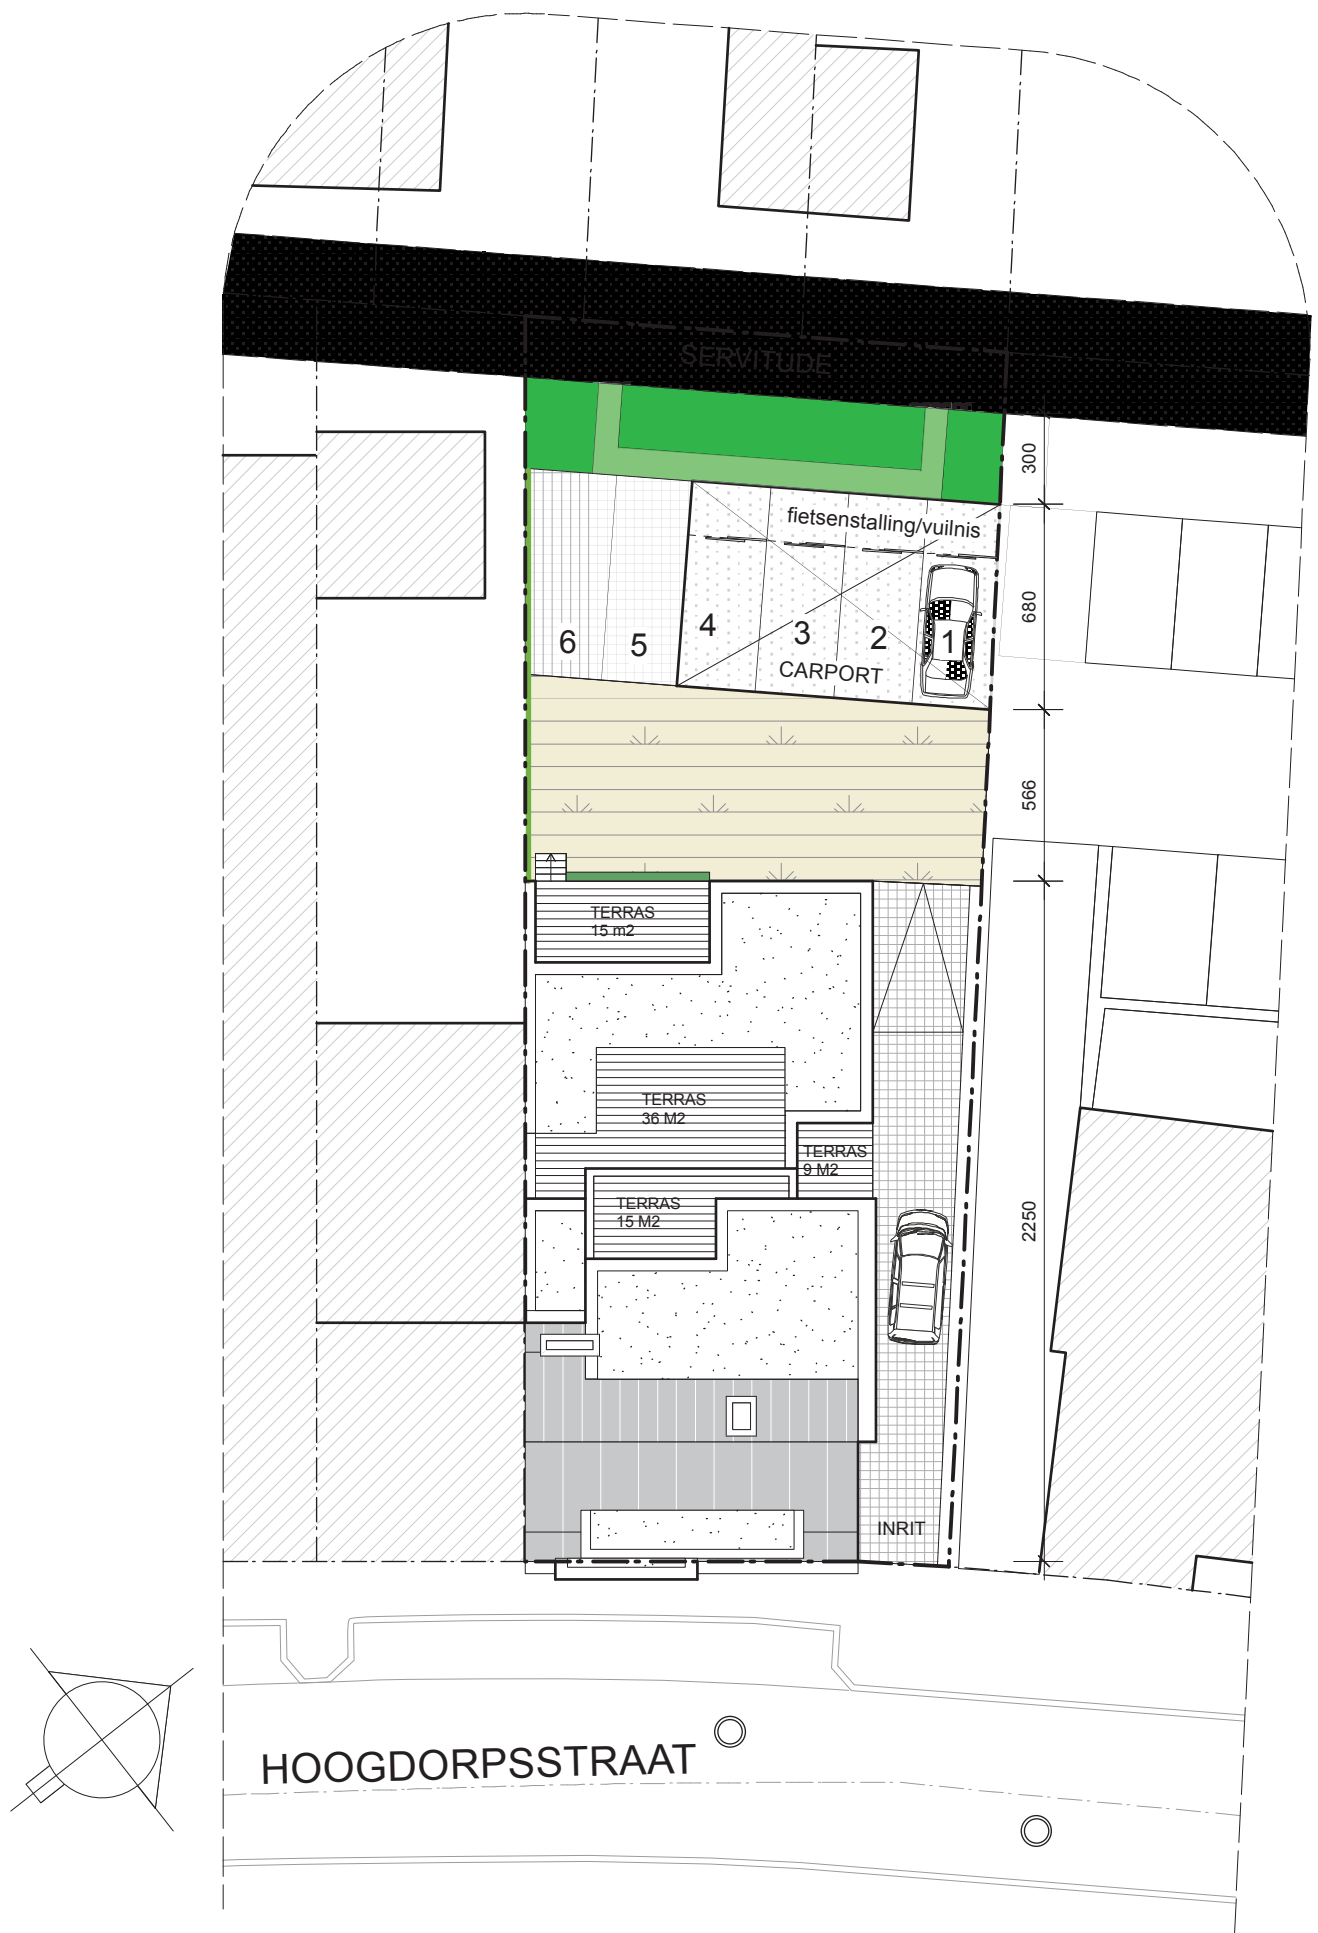 SERVITUDE
300
fietsenstalling/vuilnis
680
6
5
4
3
2
1
CARPORT
566
TERRAS
15 m2
TERRAS
36 M2
TERRAS
9 M2
TERRAS
15 M2
2250
INRIT
HOOGDORPSSTRAAT